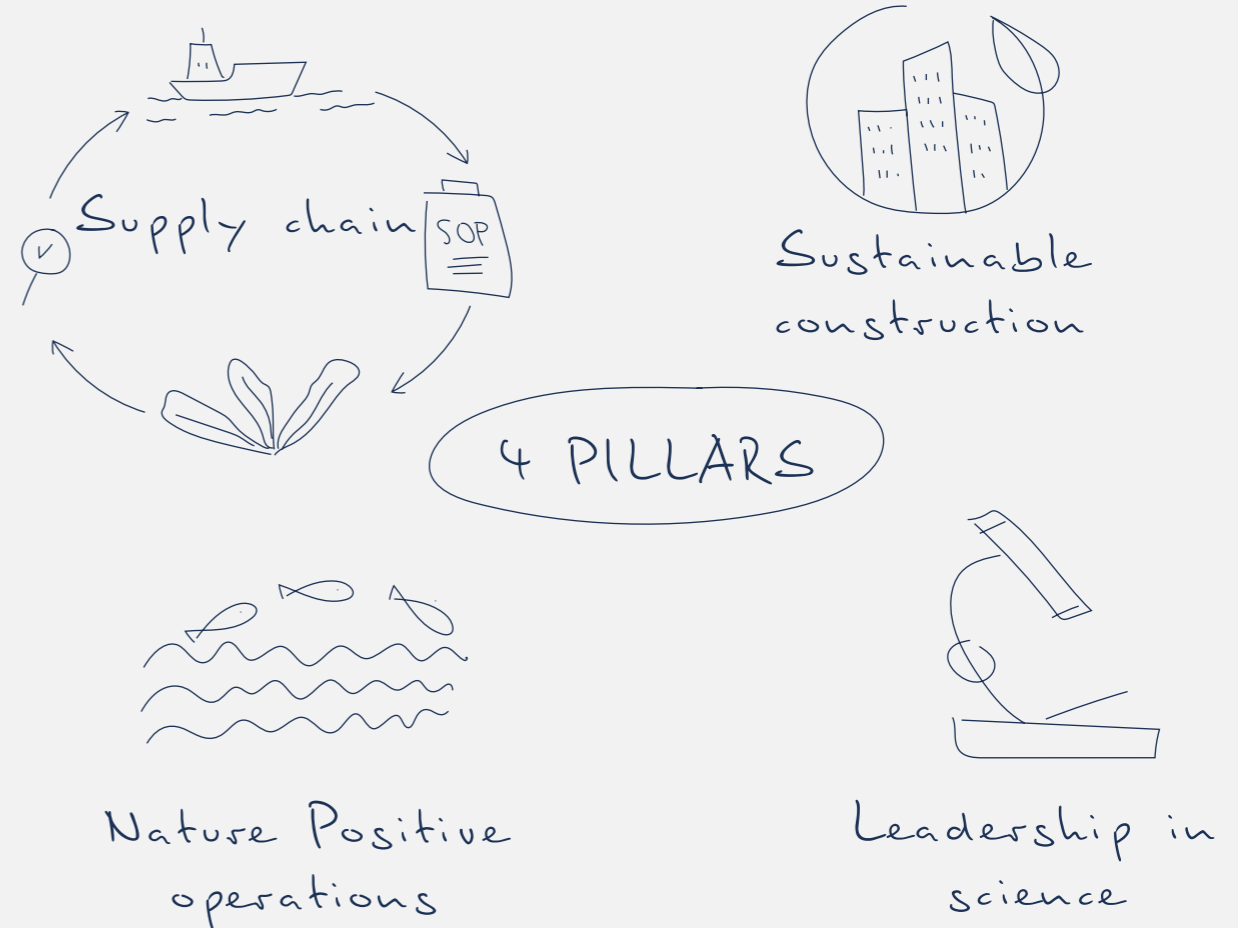 Supply chain
SOP
Sustainable
construction
4 PILLARS
Nature Positive
operations
Leadership in
science